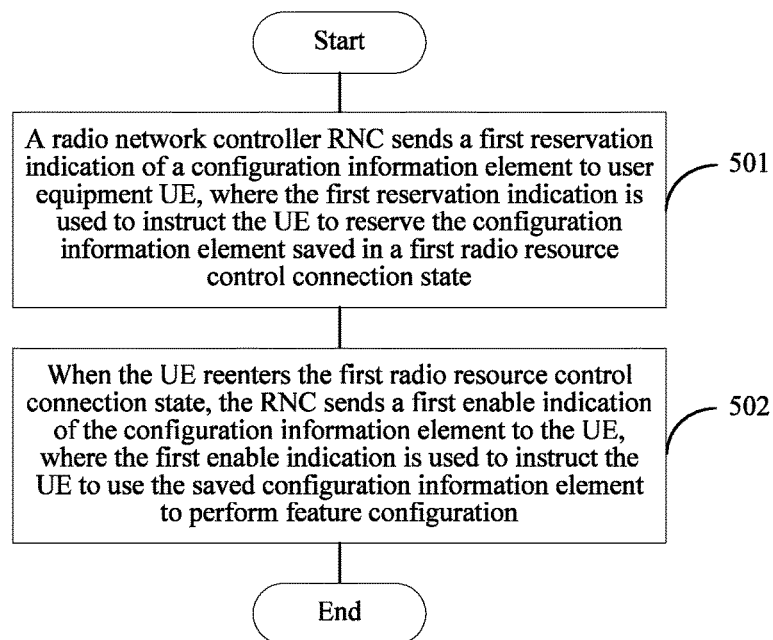 Start
A radio network controller RNC sends a first reservation
indication of a configuration information element to user
equipment UE, where the first reservation indication is
used to instruct the UE to reserve the configuration
information element saved in a first radio resource
control connection state
501
When the UE reenters the first radio resource control
connection state, the RNC sends a first enable indication
of the configuration information element to the UE,
where the first enable indication is used to instruct the
UE to use the saved configuration information element
to perform feature configuration
502
End